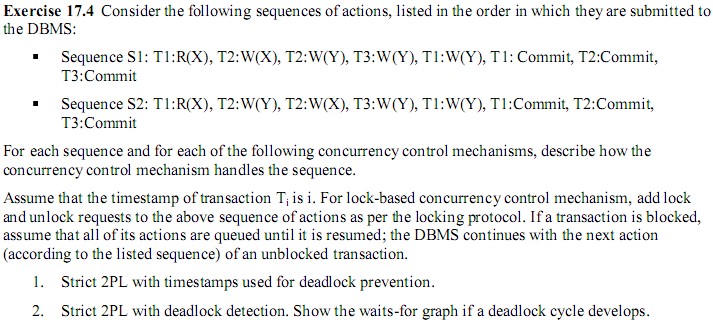 Exercise 17.4 Consider the following sequences of actions, listed in the order in which they are submitted to
the DBMS:
▪ Sequence S1: T1:R(X), T2:W(X), T2:W(Y), T3:W(Y), T1:W(Y), T1: Commit, T2:Commit,
T3:Commit
▪ Sequence S2: T1:R(X), T2:W(Y), T2:W(X), T3:W(Y), T1:W(Y), T1:Commit, T2:Commit,
T3:Commit
For each sequence and for each of the following concurrency control mechanisms, describe how the
concurrency control mechanism handles the sequence.
Assume that the timestamp of transaction Ti is i. For lock-based concurrency control mechanism, add lock
and unlock requests to the above sequence of actions as per the locking protocol. If a transaction is blocked,
assume that all of its actions are queued until it is resumed; the DBMS continues with the next action
(according to the listed sequence) of an unblocked transaction.
1. Strict 2PL with timestamps used for deadlock prevention.
2. Strict 2PL with deadlock detection. Show the waits-for graph if a deadlock cycle develops.